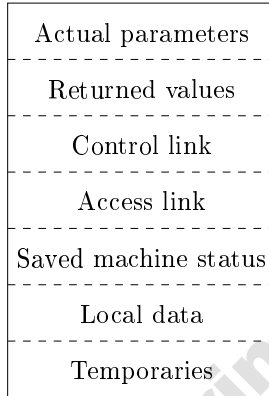 Actual parameters
Returned values
Control link
Access link
Saved machine status
Local data
Temporaries